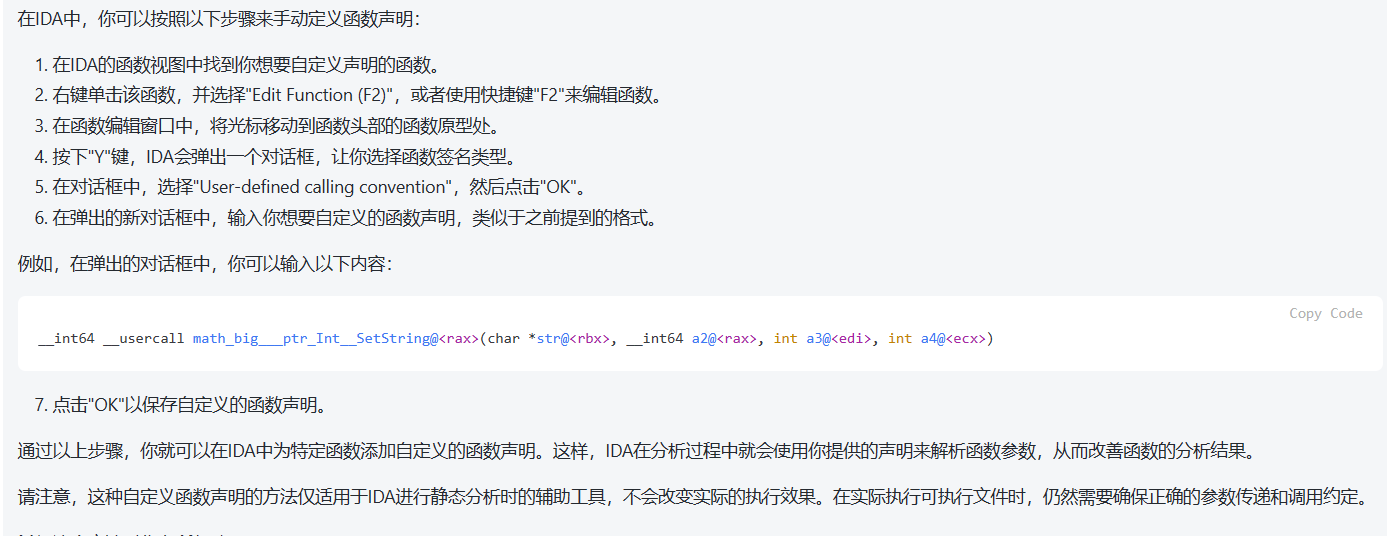 在IDA中，你可以按照以下步骤来手动定义函数声明：
1. 在IDA的函数视图中找到你想要自定义声明的函数。
2. 右键单击该函数，并选择"Edit Function (F2)"，或者使用快捷键"F2"来编辑函数。
3. 在函数编辑窗口中，将光标移动到函数头部的函数原型处。
4. 按下"Y"键，IDA会弹出一个对话框，让你选择函数签名类型。
5. 在对话框中，选择"User-defined calling convention"，然后点击"OK"。
6. 在弹出的新对话框中，输入你想要自定义的函数声明，类似于之前提到的格式。
例如，在弹出的对话框中，你可以输入以下内容：
Copy Code
__int64 __usercall math_big___ptr_Int__SetString@<rax>(char *str@<rbx>, __int64 a2@<rax>, int a3@<edi>, int a4@<ecx>)
7. 点击"OK"以保存自定义的函数声明。
通过以上步骤，你就可以在IDA中为特定函数添加自定义的函数声明。这样，IDA在分析过程中就会使用你提供的声明来解析函数参数，从而改善函数的分析结果。
请注意，这种自定义函数声明的方法仅适用于IDA进行静态分析时的辅助工具，不会改变实际的执行效果。在实际执行可执行文件时，仍然需要确保正确的参数传递和调用约定。